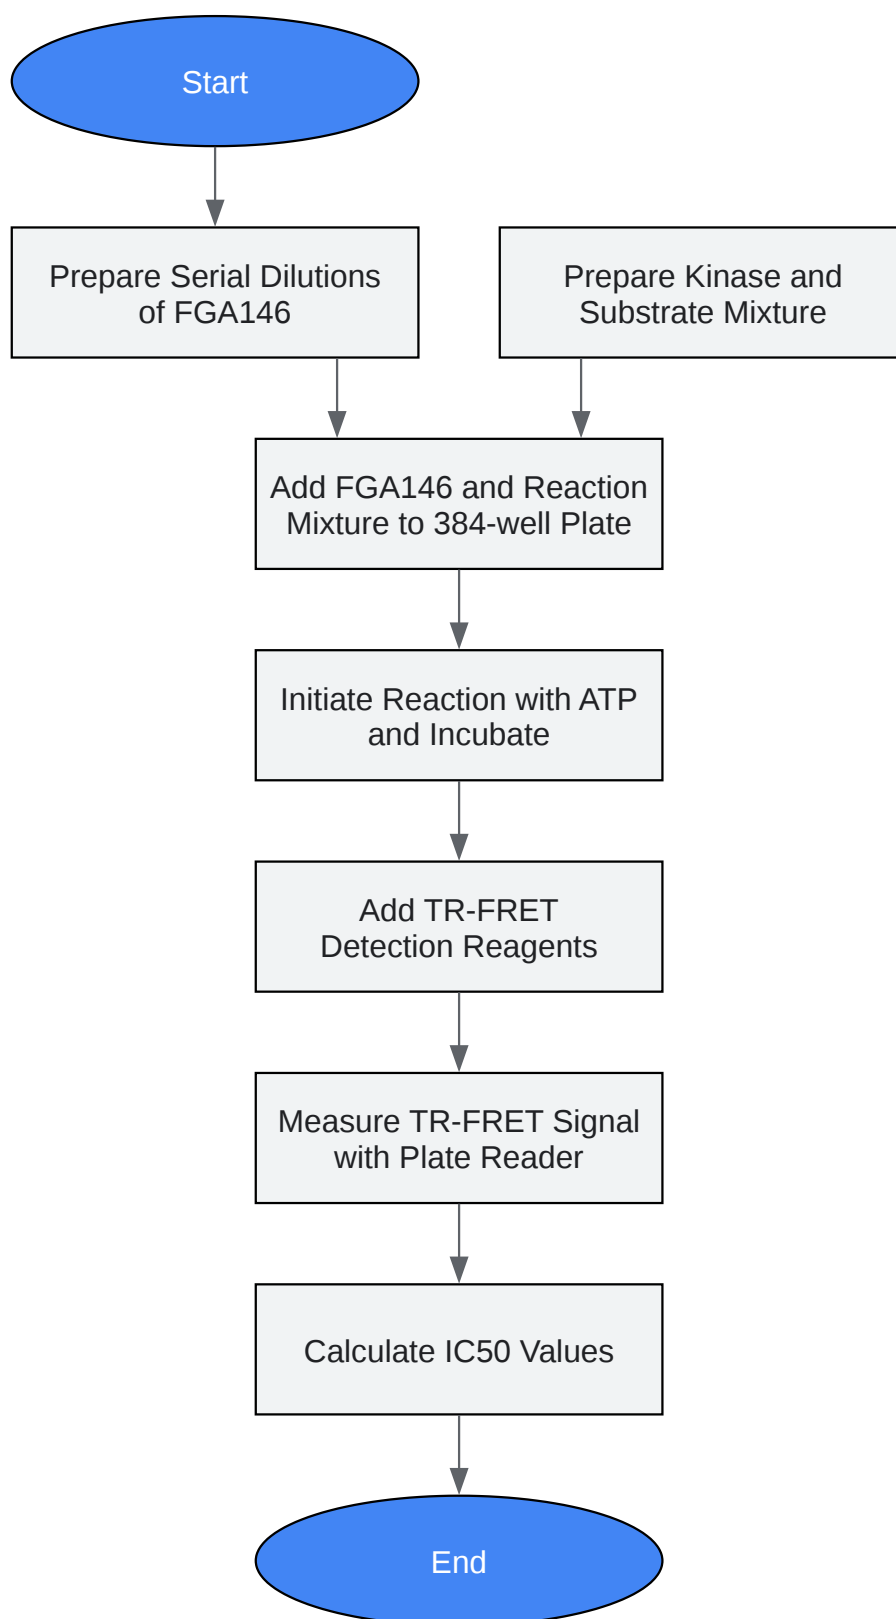 Start
Prepare Serial Dilutions
of FGA146
Prepare Kinase and
Substrate Mixture
Add FGA146 and Reaction
Mixture to 384-well Plate
Initiate Reaction with ATP
and Incubate
Add TR-FRET
Detection Reagents
Measure TR-FRET Signal
with Plate Reader
Calculate IC50 Values
End